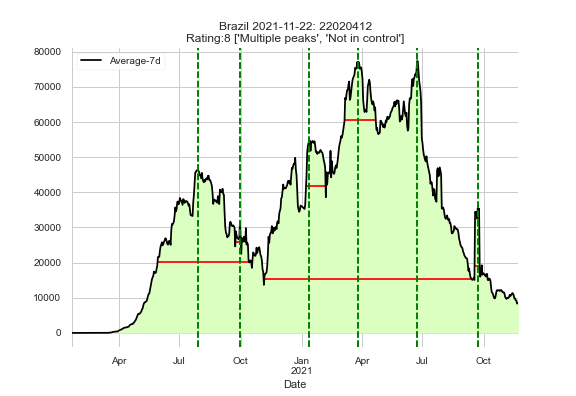 Brazil 2021-11-22: 22020412
Rating:8 ['Multiple peaks', 'Not in control']
80000
Average-7d
70000
60000
50000
40000
30000
20000
10000
0
Apr Jul Oct Jan Apr Jul Oct
2021
Date